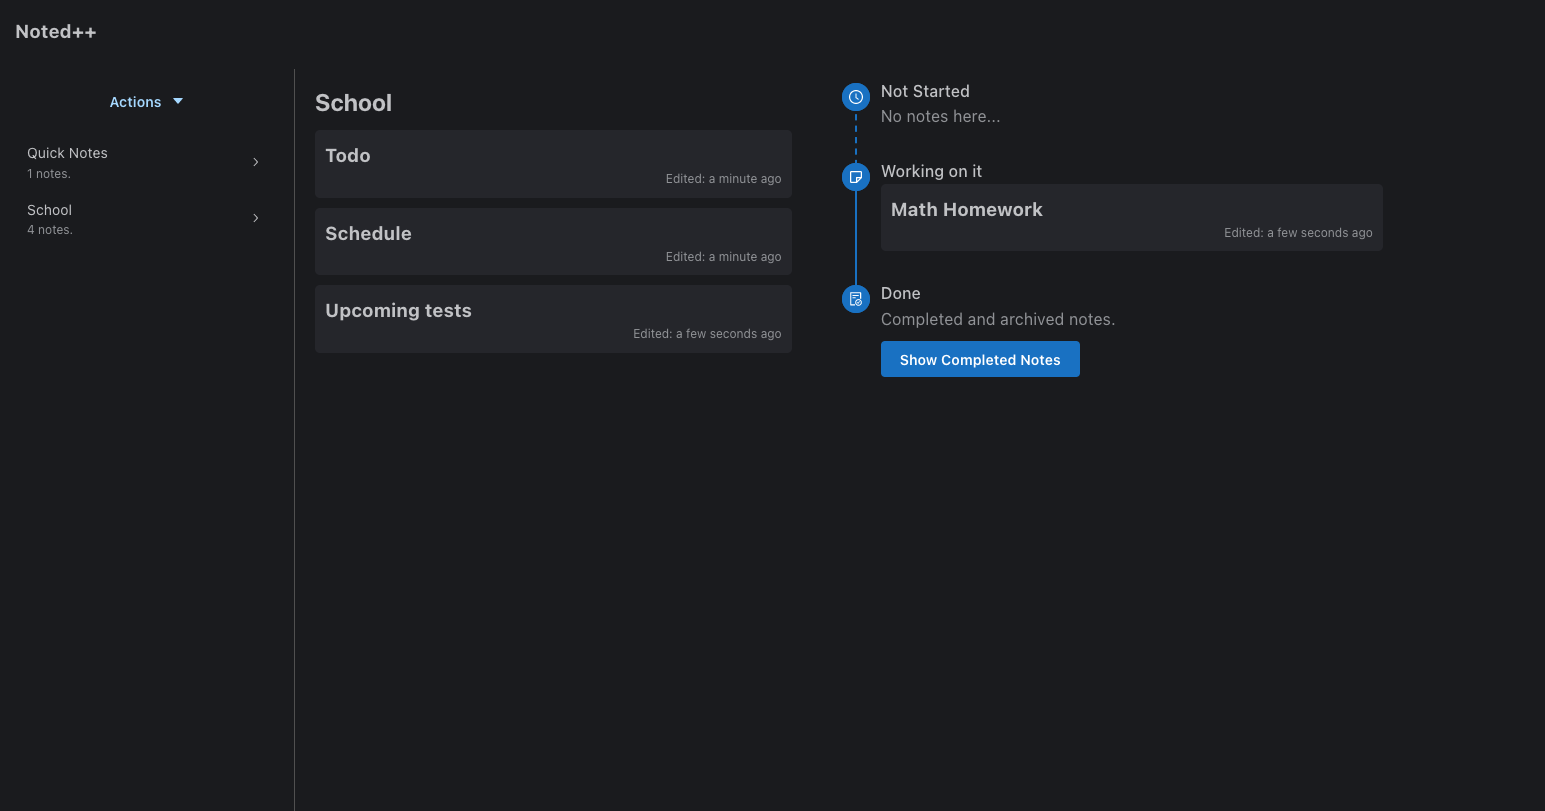 Noted++
Actions
Quick Notes
1 notes.
School
4 notes.
School
Todo
Edited: a minute ago
Schedule
Edited: a minute ago
Upcoming tests
Edited: a few seconds ago
Not Started
No notes here...
Working on it
Math Homework
Edited: a few seconds ago
Done
Completed and archived notes.
Show Completed Notes